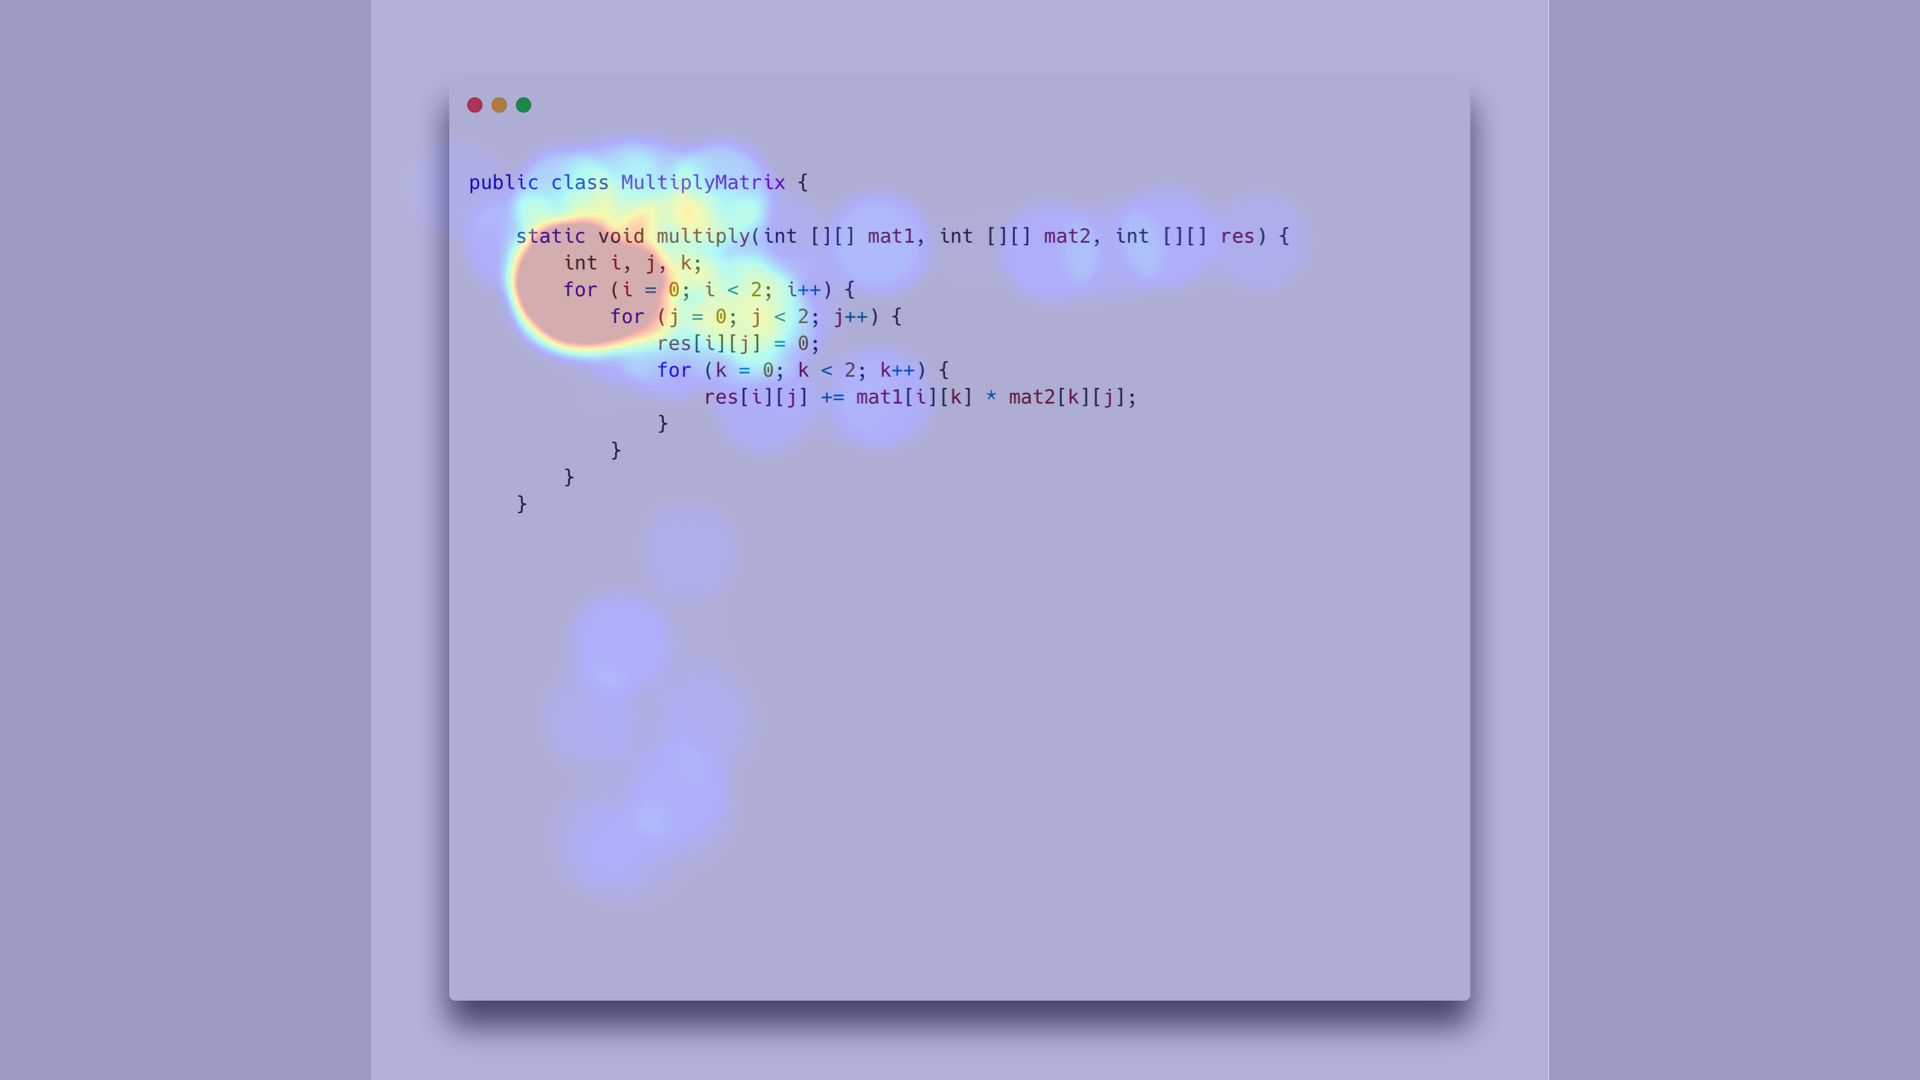 public class MultiplyMatrix {
static void multiply(int [][] mat1, int [][] mat2, int [][] res) {
int i, j, k;
for (i = 0; i < 2; i++) {
for (j = 0; j < 2; j++) {
res[i][j] = 0;
for (k = 0; k < 2; k++) {
res[i][j] += mat1[i][k] * mat2[k][j];
}
}
}
}